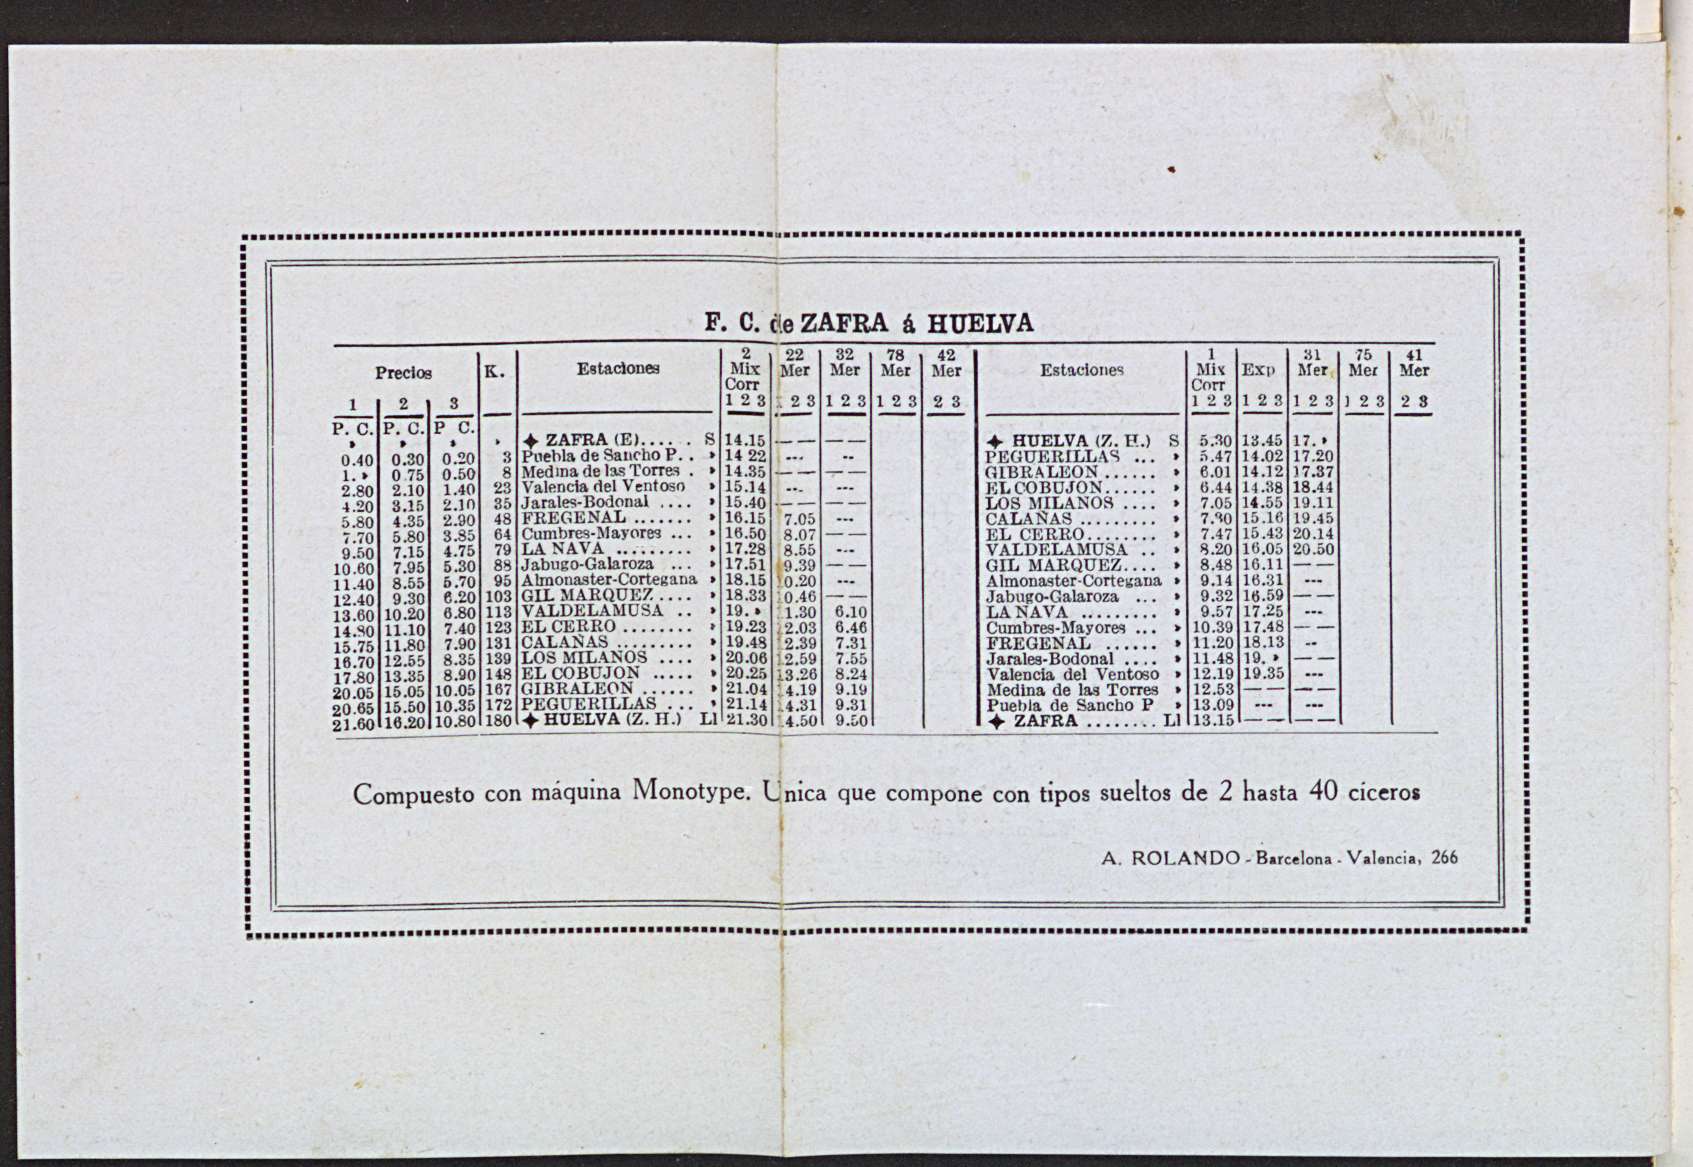 F. C. de ZAFRA á HUELVA
Precios K. Estaciones 2 Mix Corr 22 Mer 32 Mer 78 Mer 42 Mer Estaciones 1 Mix Corr Exp 31 Mer 75 Mer 41 Mer
1 2 3 1 2 3 2 3 1 2 3 1 2 3 2 3 1 2 3 1 2 3 1 2 3 1 2 3 2 3
P. C. P. C. P C.
» » » » ✦ ZAFRA (E)..... . S 14.15 — — — — ✦ HUELVA (Z. H.) S 5.30 13.45 17. »
0.40 0.30 0.20 3 Puebla de Sancho P. . » 14 22 --- -- PEGUERILLAS ... » 5.47 14.02 17.20
1. » 0 75 0.50 8 Medina de las Torres . » 14.35 — — — — GIBRALEON ...... » 6.01 14.12 17.37
2.80 2.10 1.40 23 Valencia del Ventoso » 15.14 --- --- EL COBUJON...... » 6.44 14.38 18.44
4.20 3.15 2.10 35 Jarales-Bodonal .... » 15.40 — — — — LOS MILANOS .... » 7.05 14.55 19.11
5.80 4.35 2.90 48 FREGENAL ....... » 16.15 7.05 --- CALAÑAS ......... » 7.30 15.16 19.45
7.70 5.80 3.85 64 Cumbres-Mayores ... » 16.50 8.07 — — EL CERRO........ » 7.47 15.43 20.14
9.50 7.15 4.75 79 LA NAVA ......... » 17.28 8.55 --- VALDELAMUSA .. » 8.20 16.05 20.50
10.60 7.95 5.30 88 Jabugo-Galaroza ... » 17.51 9.39 — — GIL MARQUEZ.... » 8.48 16.11 — —
11.40 8.55 5.70 95 Almonaster-Cortegana » 18.15 0.20 --- Almonaster-Cortegana » 9.14 16.31 ---
12.40 9.30 6.20 103 GIL MARQUEZ .... » 18.33 0.46 — — Jabugo-Galaroza ... » 9.32 16.59 — —
13.60 10.20 6.80 113 VALDELAMUSA .. » 19. » 1.30 6.10 LA NAVA ......... » 9.57 17.25 ---
14.30 11.10 7.40 123 EL CERRO ........ » 19.23 2.03 6.46 Cumbres-Mayores ... » 10.39 17.48 — —
15.75 11.80 7.90 131 CALAÑAS ......... » 19.48 2.39 7.31 FREGENAL ...... » 11.20 18.13 --
16.70 12.55 8.35 139 LOS MILANOS .... » 20.06 2.59 7.55 Jarales-Bodonal .... » 11.48 19. » — —
17.80 13.35 8.90 148 EL COBUJON ..... » 20.25 3.26 8.24 Valencia del Ventoso » 12.19 19.35 ---
20.05 15.05 10.05 167 GIBRALEON ...... » 21.04 4.19 9.19 Medina de las Torres » 12.53 — — — —
20.65 15.50 10.35 172 PEGUERILLAS ... » 21.14 4.31 9.31 Puebla de Sancho P » 13.09 --- ---
21.60 16.20 10.80 180 ✦ HUELVA (Z. H.) Ll 21.30 4.50 9.50 ✦ ZAFRA ........ Ll 13.15 — — — —
Compuesto con máquina Monotype. Unica que compone con tipos sueltos de 2 hasta 40 ciceros
A. ROLANDO - Barcelona - Valencia, 266